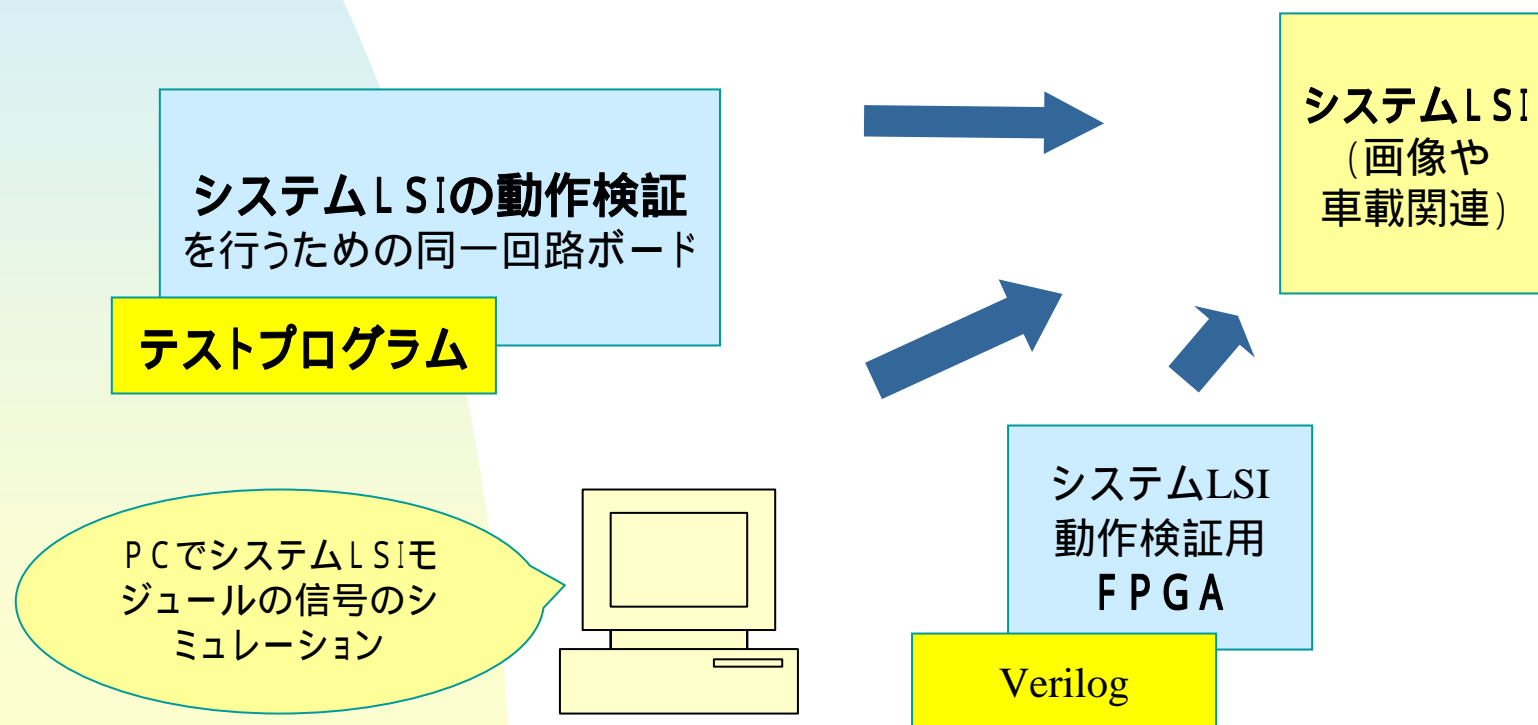 システムLSIの動作検証
を行うための同一回路ボード
テストプログラム
システムLSI
(画像や
車載関連)
PCでシステムLSIモ
ジュールの信号のシ
ミュレーション
システムLSI
動作検証用
FPGA
Verilog